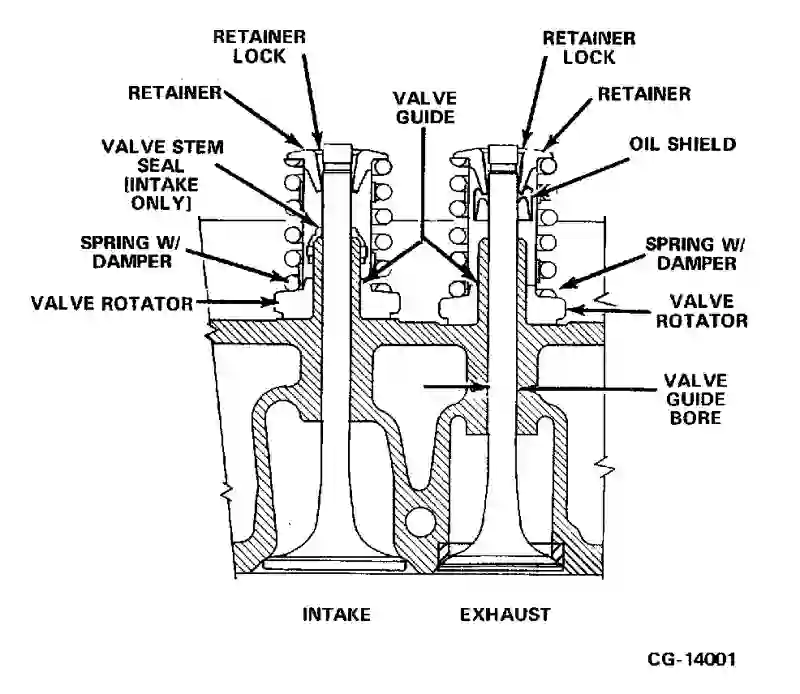 RETAINER
LOCK
RETAINER
LOCK
RETAINER
VALVE
GUIDE
RETAINER
VALVE STEM
SEAL
(INTAKE
ONLY)
OIL SHIELD
SPRING W/
DAMPER
SPRING W/
DAMPER
VALVE ROTATOR
VALVE
ROTATOR
VALVE
GUIDE
BORE
INTAKE
EXHAUST
CG-14001